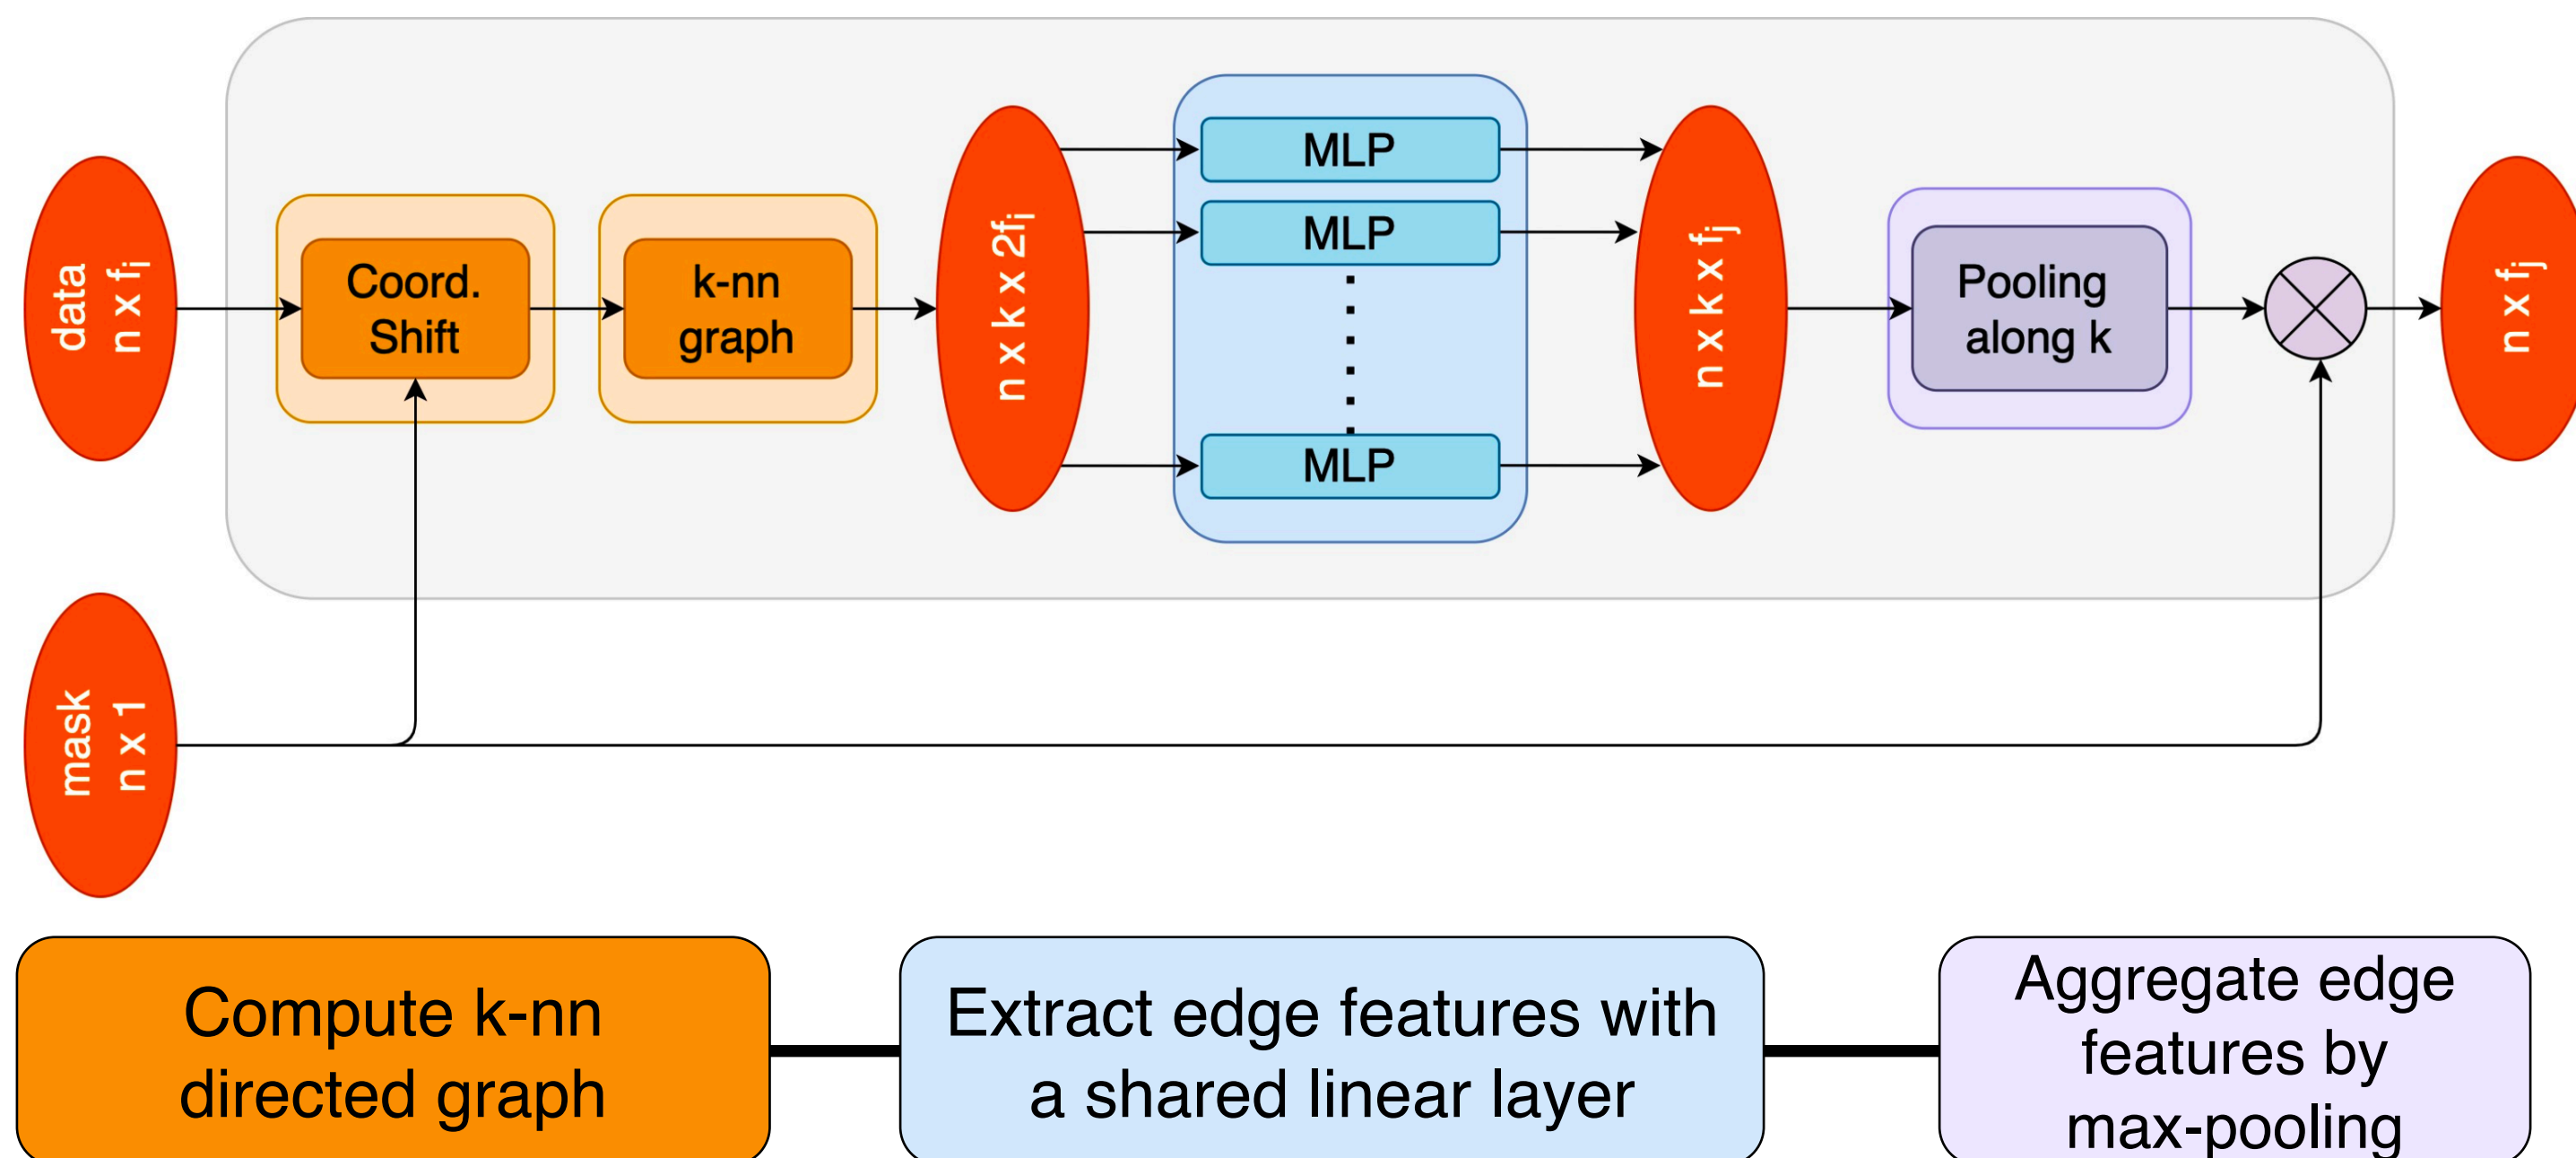 data
n x fᵢ
Coord.
Shift
k-nn
graph
n x k x 2fᵢ
MLP
MLP
MLP
n x k x fⱼ
Pooling
along k
n x fⱼ
mask
n x 1
Compute k-nn
directed graph
Extract edge features with
a shared linear layer
Aggregate edge
features by
max-pooling